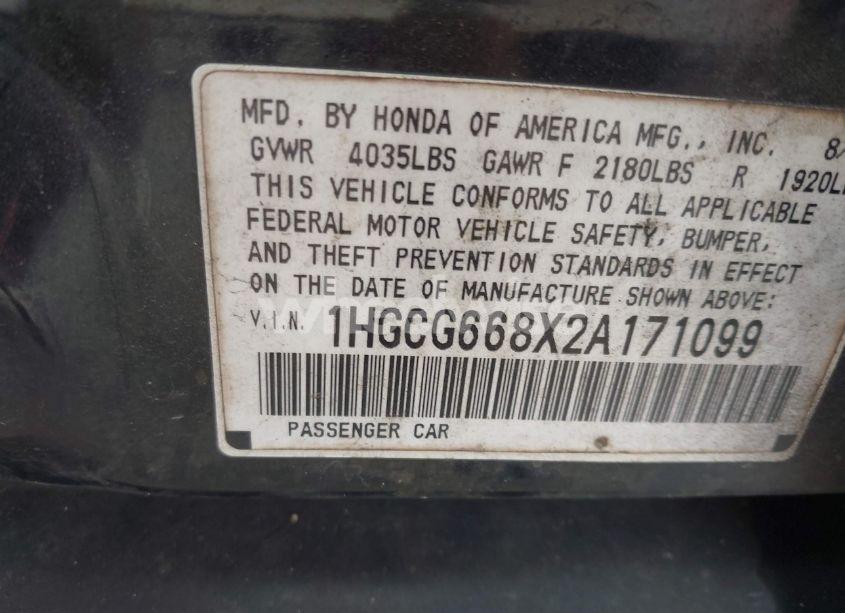 MFD. BY HONDA OF AMERICA MFG., INC. 8/
GVWR 4035LBS GAWR F 2180LBS R 1920L
THIS VEHICLE CONFORMS TO ALL APPLICABLE
FEDERAL MOTOR VEHICLE SAFETY, BUMPER,
AND THEFT PREVENTION STANDARDS IN EFFECT
ON THE DATE OF MANUFACTURE SHOWN ABOVE:
V.I.N. 1HGCG668X2A171099
PASSENGER CAR